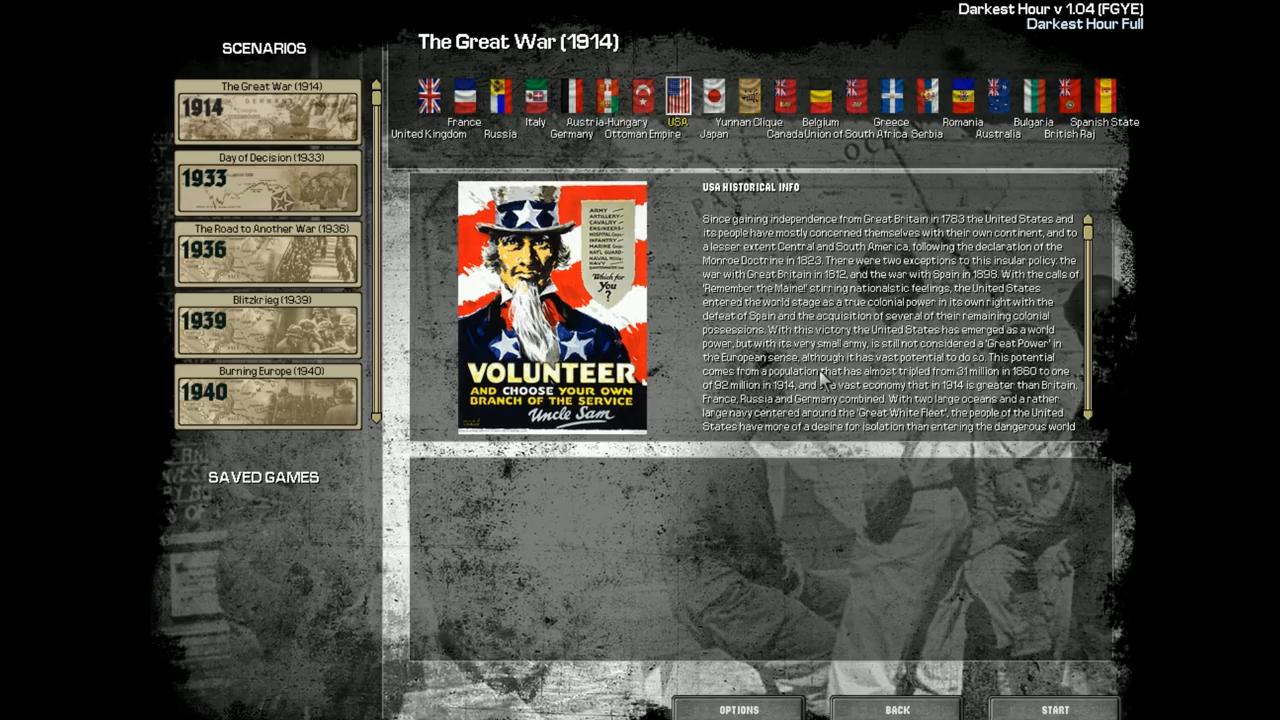 Darkest Hour v 1.04 (FGYE)
Darkest Hour Full
SCENARIOS
The Great War (1914)
1914
Day of Decision (1933)
1933
The Road to Another War (1936)
1936
Blitzkrieg (1939)
1939
Burning Europe (1940)
1940
SAVED GAMES
The Great War (1914)
France Italy Austria-Hungary USA Yunnan Clique Belgium Greece Romania Bulgaria Spanish State
United Kingdom Russia Germany Ottoman Empire Japan Canada Union of South Africa Serbia Australia British Raj
ARMY
ARTILLERY
CAVALRY
ENGINEERS
HOSPITAL Corps
INFANTRY
MARINE Corps
NAT'L GUARD
NAVAL Militia
NAVY
Which for
You
?
VOLUNTEER
AND CHOOSE YOUR OWN
BRANCH OF THE SERVICE
Uncle Sam
USA HISTORICAL INFO
Since gaining independence from Great Britain in 1783 the United States and
its people have mostly concerned themselves with their own continent, and to
a lesser extent Central and South America, following the declaration of the
Monroe Doctrine in 1823. There were two exceptions to this insular policy: the
war with Great Britain in 1812, and the war with Spain in 1898. With the calls of
'Remember the Maine!' stirring nationalstic feelings, the United States
entered the world stage as a true colonial power in its own right with the
defeat of Spain and the acquisition of several of their remaining colonial
possessions. With this victory the United States has emerged as a world
power, but with its very small army, is still not considered a 'Great Power' in
the European sense, although it has vast potential to do so. This potential
comes from a population that has almost tripled from 31 million in 1860 to one
of 92 million in 1914, and a vast economy that in 1914 is greater than Britain,
France, Russia and Germany combined. With two large oceans and a rather
large navy centered around the 'Great White Fleet', the people of the United
States have more of a desire for isolation than entering the dangerous world
OPTIONS
BACK
START